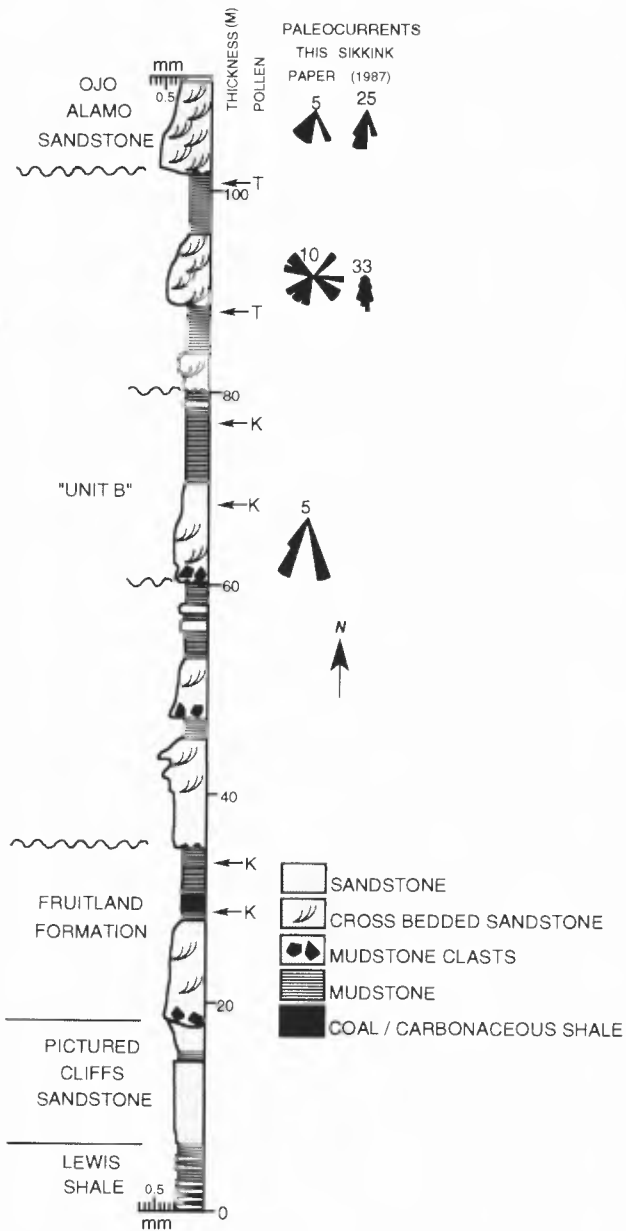 PALEOCURRENTS
THIS SIKKINK
PAPER (1987)
THICKNESS (M)
POLLEN
mm
0.5
OJO
ALAMO
SANDSTONE
5
25
T
100
10
33
T
80
K
"UNIT B"
K
5
60
N
40
K
FRUITLAND
FORMATION
K
20
PICTURED
CLIFFS
SANDSTONE
LEWIS
SHALE
0.5
mm
0
SANDSTONE
CROSS BEDDED SANDSTONE
MUDSTONE CLASTS
MUDSTONE
COAL / CARBONACEOUS SHALE